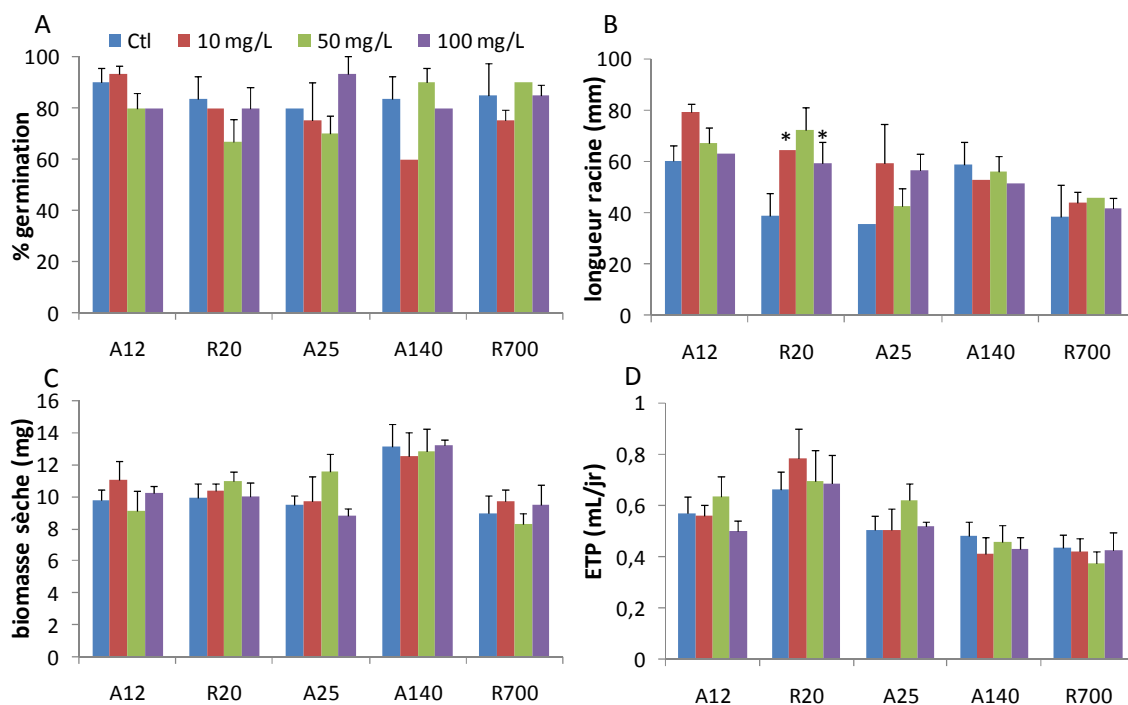 A
Ctl 10 mg/L 50 mg/L 100 mg/L
% germination
100
80
60
40
20
0
A12 R20 A25 A140 R700
B
longueur racine (mm)
100
80
60
40
20
0
* *
A12 R20 A25 A140 R700
C
biomasse sèche (mg)
16
14
12
10
8
6
4
2
0
A12 R20 A25 A140 R700
D
ETP (mL/jr)
1
0,8
0,6
0,4
0,2
0
A12 R20 A25 A140 R700